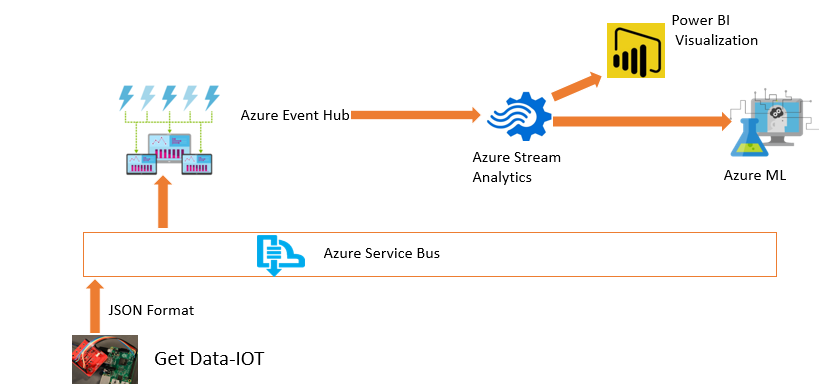 Power BI
Visualization
Azure Event Hub
Azure Stream
Analytics
Azure ML
Azure Service Bus
JSON Format
Get Data-IOT